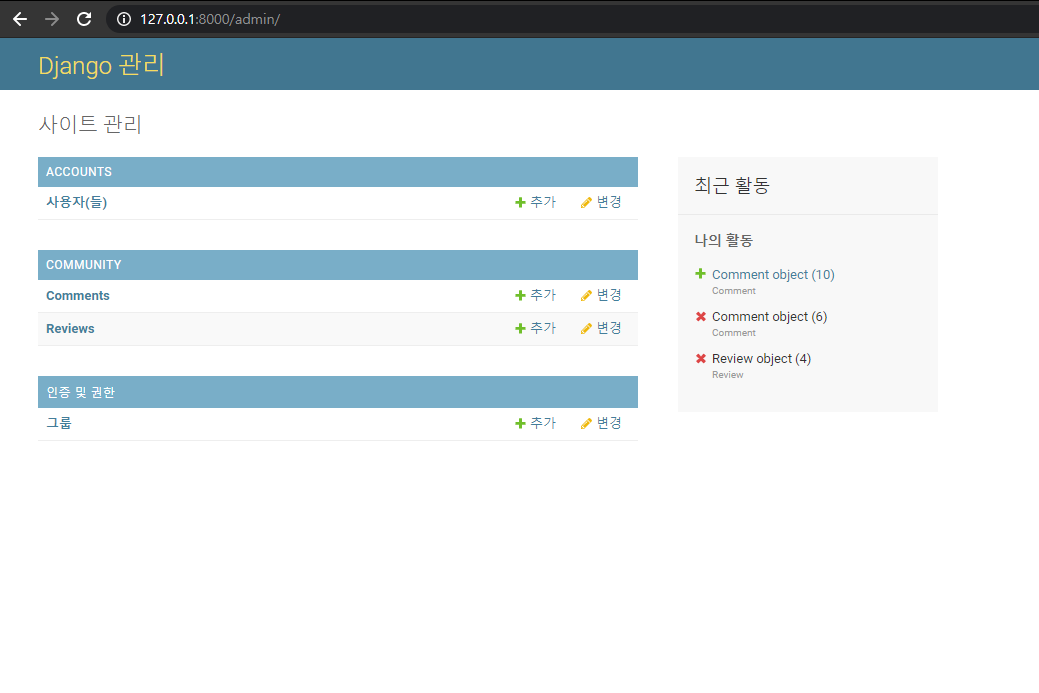 127.0.0.1:8000/admin/
Django 관리
사이트 관리
ACCOUNTS
사용자(들) 추가 변경
COMMUNITY
Comments 추가 변경
Reviews 추가 변경
인증 및 권한
그룹 추가 변경
최근 활동
나의 활동
Comment object (10)
Comment
Comment object (6)
Comment
Review object (4)
Review